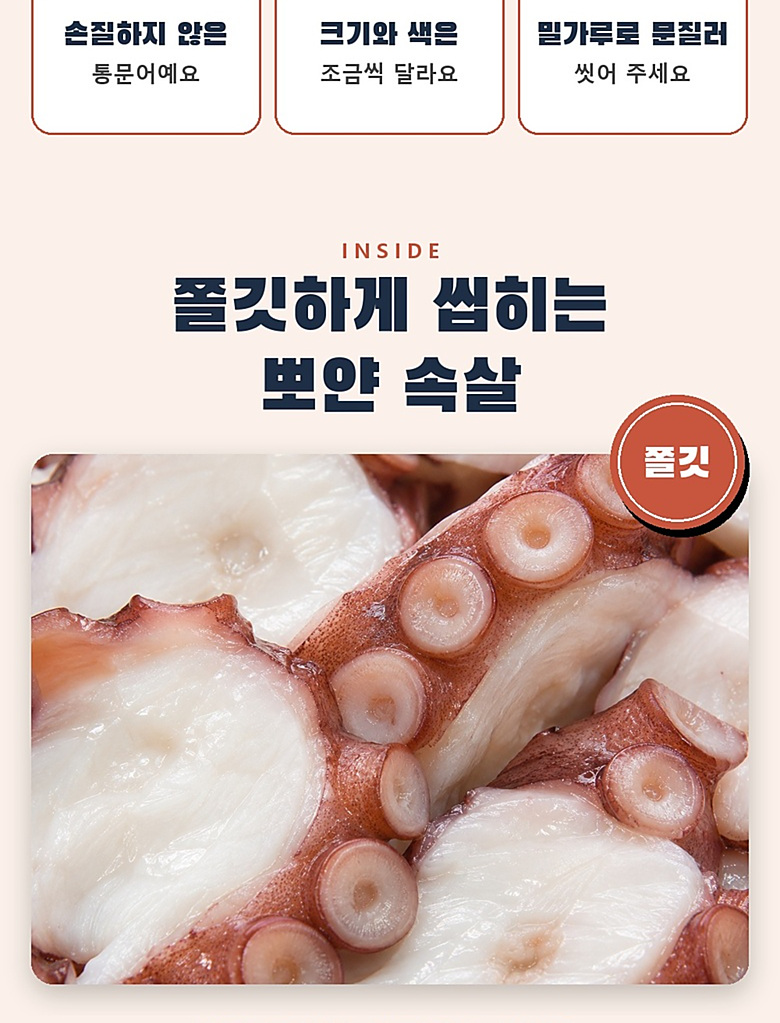 손질하지 않은
통문어예요
크기와 색은
조금씩 달라요
밀가루로 문질러
씻어 주세요
INSIDE
쫄깃하게 씹히는
뽀얀 속살
쫄깃